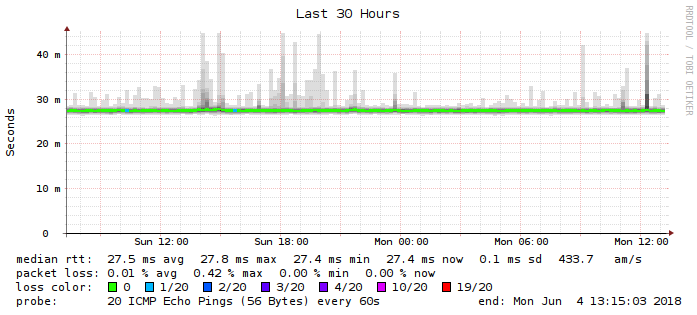 Last 30 Hours
RRDTOOL / TOBI OETIKER
Seconds
40 m
30 m
20 m
10 m
0
Sun 12:00 Sun 18:00 Mon 00:00 Mon 06:00 Mon 12:00
median rtt: 27.5 ms avg 27.8 ms max 27.4 ms min 27.4 ms now 0.1 ms sd 433.7 am/s
packet loss: 0.01 % avg 0.42 % max 0.00 % min 0.00 % now
loss color: 0 1/20 2/20 3/20 4/20 10/20 19/20
probe: 20 ICMP Echo Pings (56 Bytes) every 60s end: Mon Jun 4 13:15:03 2018